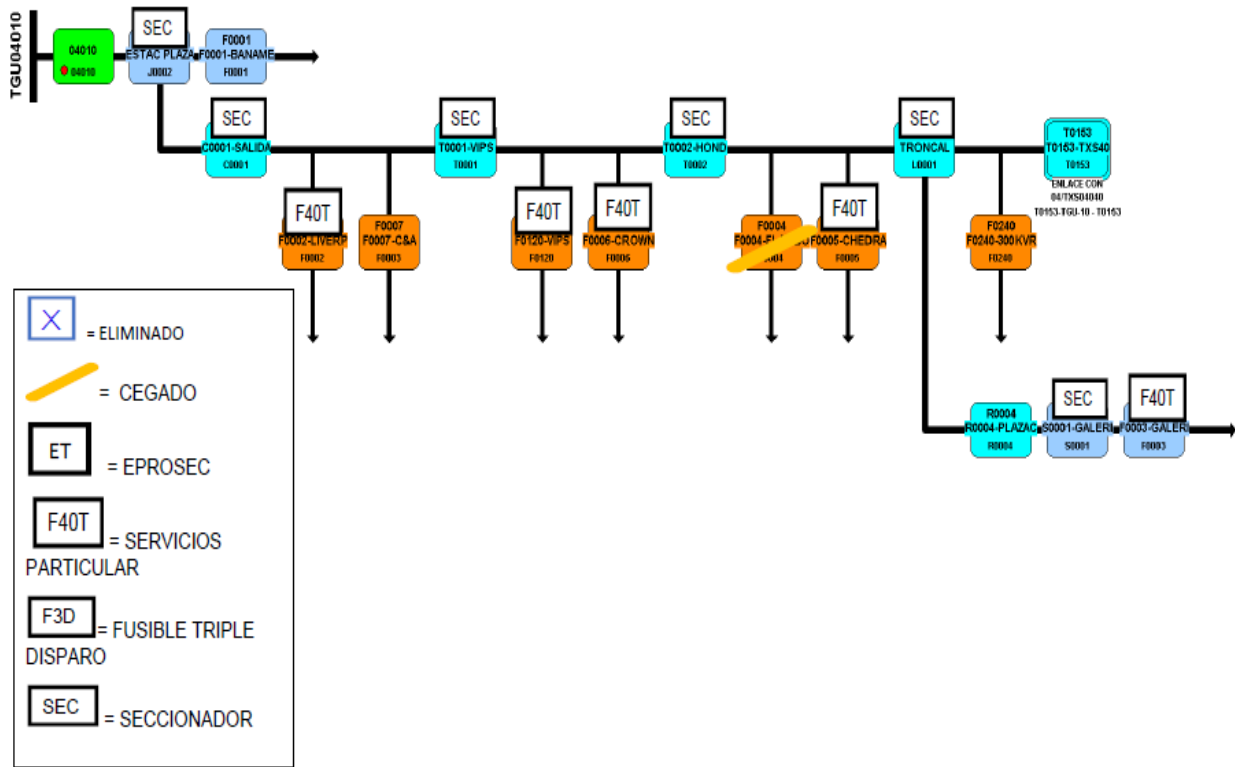 TGU04010
04010
04010
SEC
ESTAC PLAZA
J0002
F0001
F0001-BANAME
F0001
SEC
C0001-SALIDA
C0001
SEC
T0001-VIPS
T0001
SEC
T0002-HOND
T0002
SEC
TRONCAL
L0001
T0153
T0153-TXS40
T0153
ENLACE CON
04/TXS04040
T0153-TGU-10 - T0153
F40T
F0002-LIVERP
F0002
F0007
F0007-C&A
F0003
F40T
F0120-VIPS
F0120
F40T
F0006-CROWN
F0006
F0004
F40T
F0005-CHEDRA
F0005
F0240
F0240-300KVR
F0240
R0004
R0004-PLAZAC
R0004
SEC
S0001-GALERI
S0001
F40T
F0003-GALERI
F0003
X = ELIMINADO
= CEGADO
ET = EPROSEC
F40T = SERVICIOS
PARTICULAR
F3D = FUSIBLE TRIPLE
DISPARO
SEC = SECCIONADOR